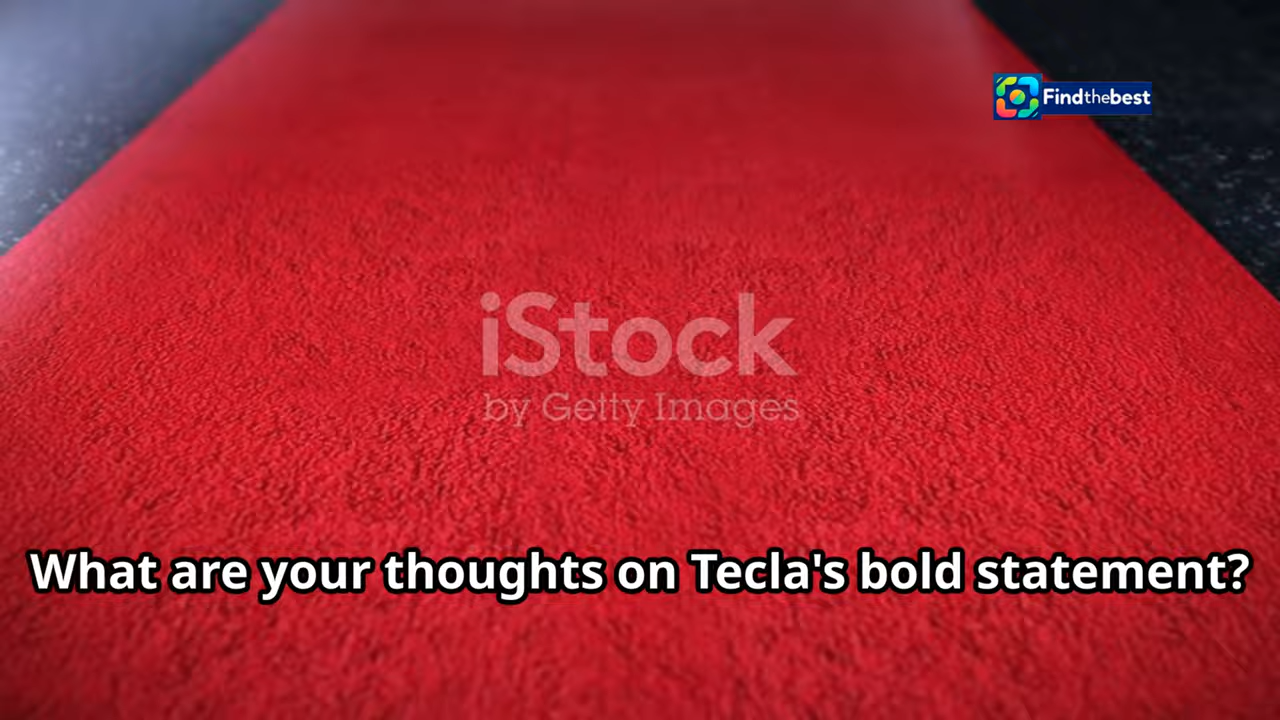 Findthebest
iStock
by Getty Images
What are your thoughts on Tecla's bold statement?